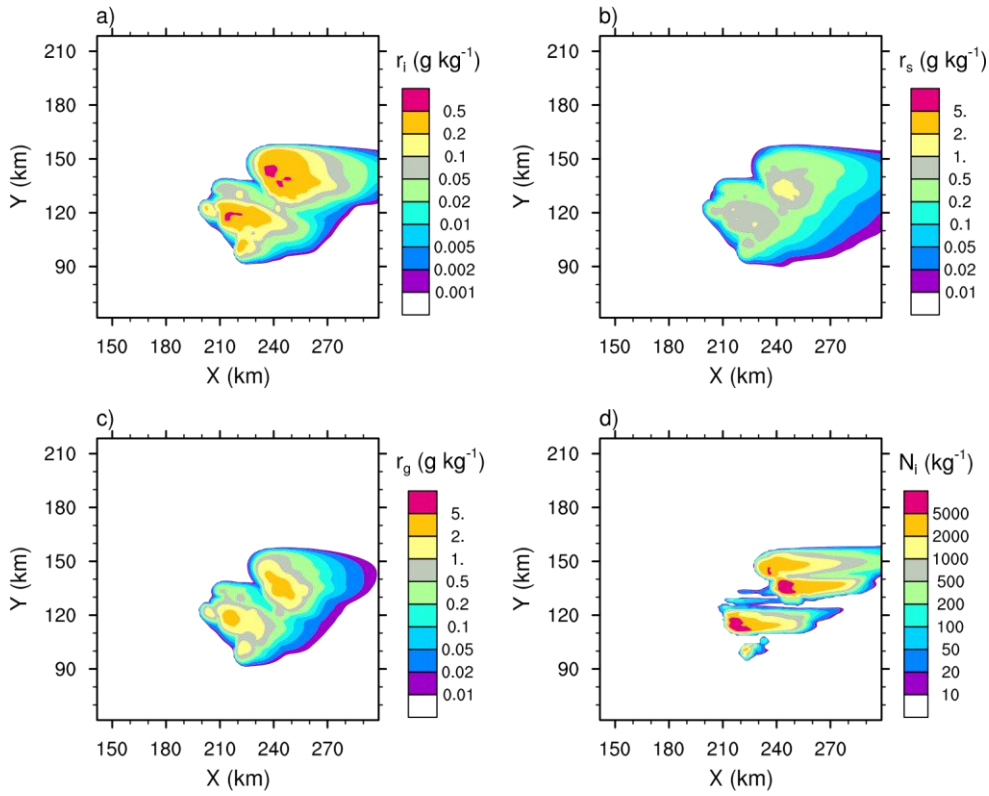 a)
210
180
150
120
90
Y (km)
150 180 210 240 270
X (km)
r_i (g kg⁻¹)
0.5
0.2
0.1
0.05
0.02
0.01
0.005
0.002
0.001
b)
210
180
150
120
90
Y (km)
150 180 210 240 270
X (km)
r_s (g kg⁻¹)
5.
2.
1.
0.5
0.2
0.1
0.05
0.02
0.01
c)
210
180
150
120
90
Y (km)
150 180 210 240 270
X (km)
r_g (g kg⁻¹)
5.
2.
1.
0.5
0.2
0.1
0.05
0.02
0.01
d)
210
180
150
120
90
Y (km)
150 180 210 240 270
X (km)
N_i (kg⁻¹)
5000
2000
1000
500
200
100
50
20
10